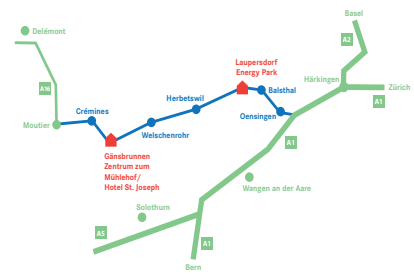 Basel
Delémont
A2
Laupersdorf
Energy Park
Härkingen
Zürich
A16
A1
Herbetswil
Balsthal
Crémines
Oensingen
Moutier
Welschenrohr
A1
Gänsbrunnen
Zentrum zum
Mühlehof/
Hotel St. Joseph
Wangen an der Aare
Solothurn
A5
A1
Bern